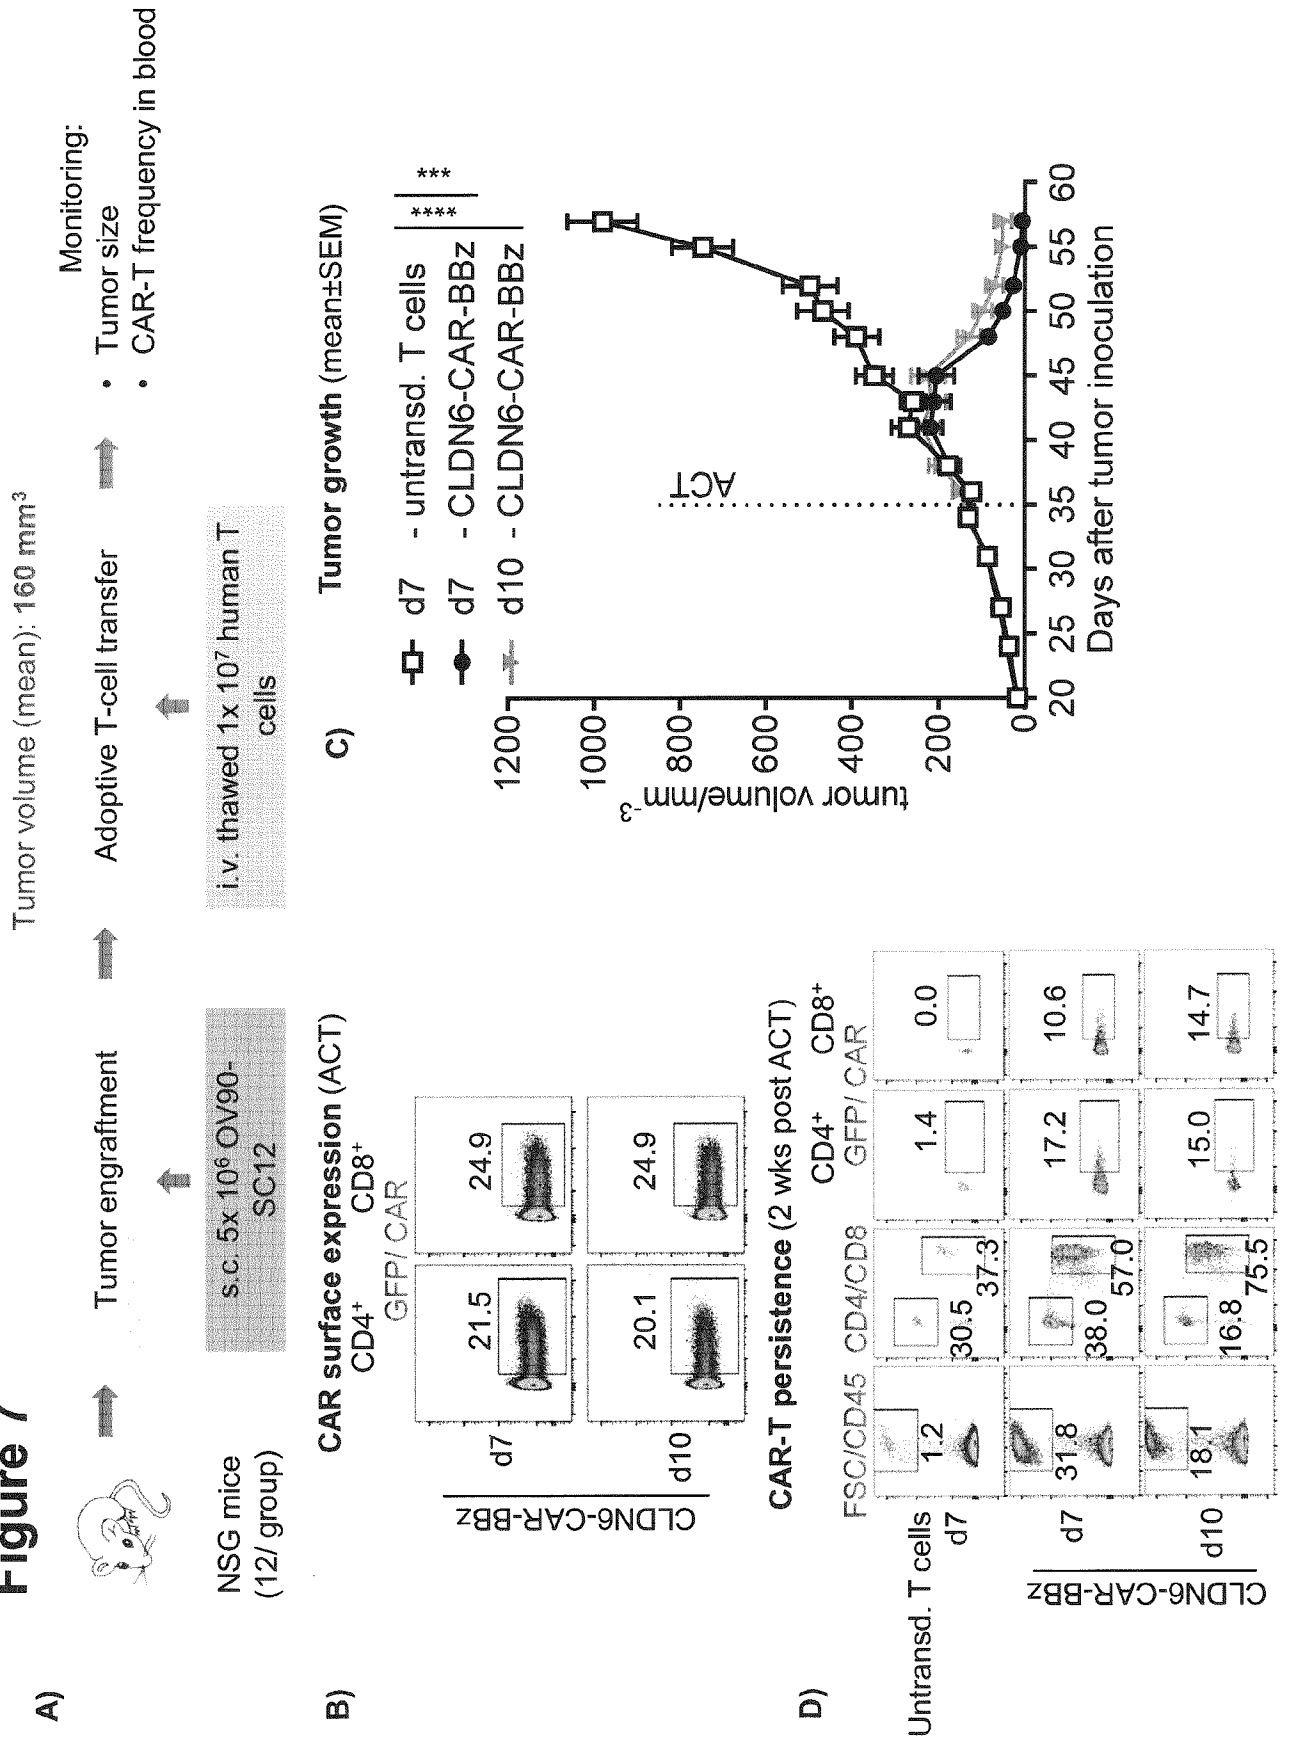 Figure 7
A)
Tumor volume (mean): 160 mm³
Tumor engraftment
Adoptive T-cell transfer
Monitoring:
• Tumor size
• CAR-T frequency in blood
NSG mice
(12/ group)
s.c. 5x 10⁶ OV90-
SC12
i.v. thawed 1x 10⁷ human T
cells
B)
CAR surface expression (ACT)
CD4⁺ CD8⁺
GFP/ CAR
CLDN6-CAR-BBz
d7
21.5 24.9
d10
20.1 24.9
C)
Tumor growth (mean±SEM)
d7 - untransd. T cells
d7 - CLDN6-CAR-BBz
d10 - CLDN6-CAR-BBz
**** ***
tumor volume/mm⁻³
1200
1000
800
600
400
200
0
ACT
20 25 30 35 40 45 50 55 60
Days after tumor inoculation
D)
CAR-T persistence (2 wks post ACT)
CD4⁺ CD8⁺
FSC/CD45 CD4/CD8 GFP/ CAR
Untransd. T cells
d7
1.2 30.5 37.3 1.4 0.0
CLDN6-CAR-BBz
d7
31.8 38.0 57.0 17.2 10.6
d10
18.1 16.8 75.5 15.0 14.7